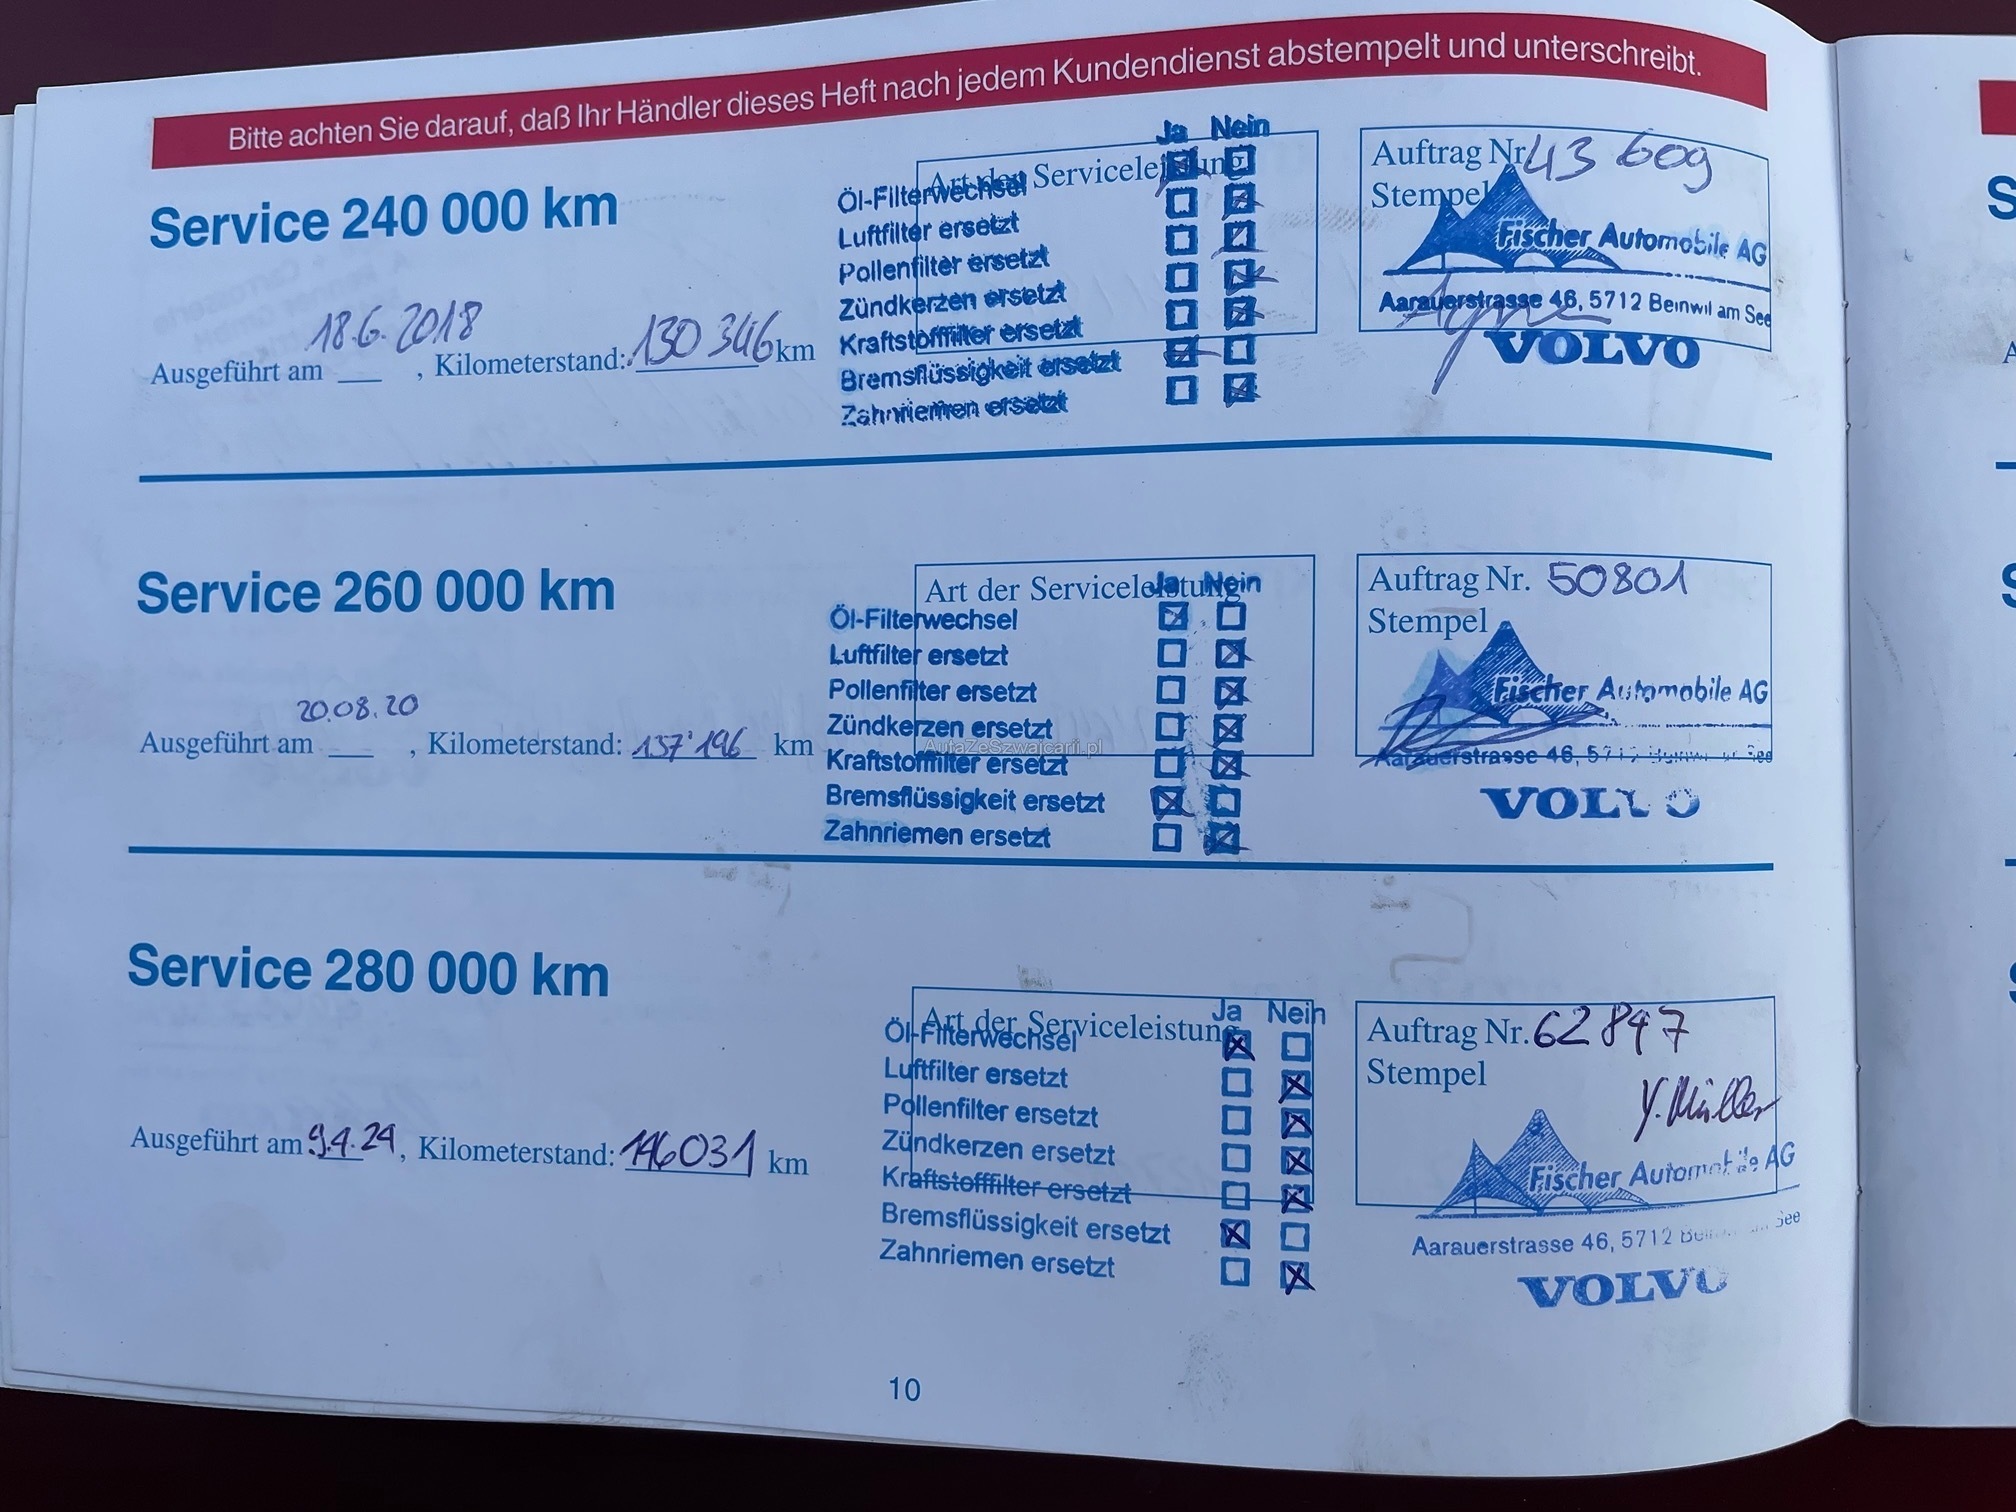 Bitte achten Sie darauf, daß Ihr Händler dieses Heft nach jedem Kundendienst abstempelt und unterschreibt.
Service 240 000 km
Ausgeführt am 18.6.2018, Kilometerstand: 130 346 km
Art der Serviceleistung
Ja Nein
Öl-Filterwechsel
Luftfilter ersetzt
Pollenfilter ersetzt
Zündkerzen ersetzt
Kraftstofffilter ersetzt
Bremsflüssigkeit ersetzt
Zahnriemen ersetzt
Auftrag Nr. 43 609
Stempel
Fischer Automobile AG
Aarauerstrasse 46, 5712 Beinwil am See
VOLVO
Service 260 000 km
Ausgeführt am 20.08.20, Kilometerstand: 137'196 km
Art der Serviceleistung
Ja Nein
Öl-Filterwechsel
Luftfilter ersetzt
Pollenfilter ersetzt
Zündkerzen ersetzt
Kraftstofffilter ersetzt
Bremsflüssigkeit ersetzt
Zahnriemen ersetzt
AutaZeSzwajcarii.pl
Auftrag Nr. 50801
Stempel
Fischer Automobile AG
Aarauerstrasse 46, 5712 See
VOLVO
Service 280 000 km
Ausgeführt am 9.4.24, Kilometerstand: 146031 km
Art der Serviceleistung
Ja Nein
Öl-Filterwechsel
Luftfilter ersetzt
Pollenfilter ersetzt
Zündkerzen ersetzt
Kraftstofffilter ersetzt
Bremsflüssigkeit ersetzt
Zahnriemen ersetzt
Auftrag Nr. 62847
Stempel
Y. Müller
Fischer Automobile AG
Aarauerstrasse 46, 5712 See
VOLVO
10